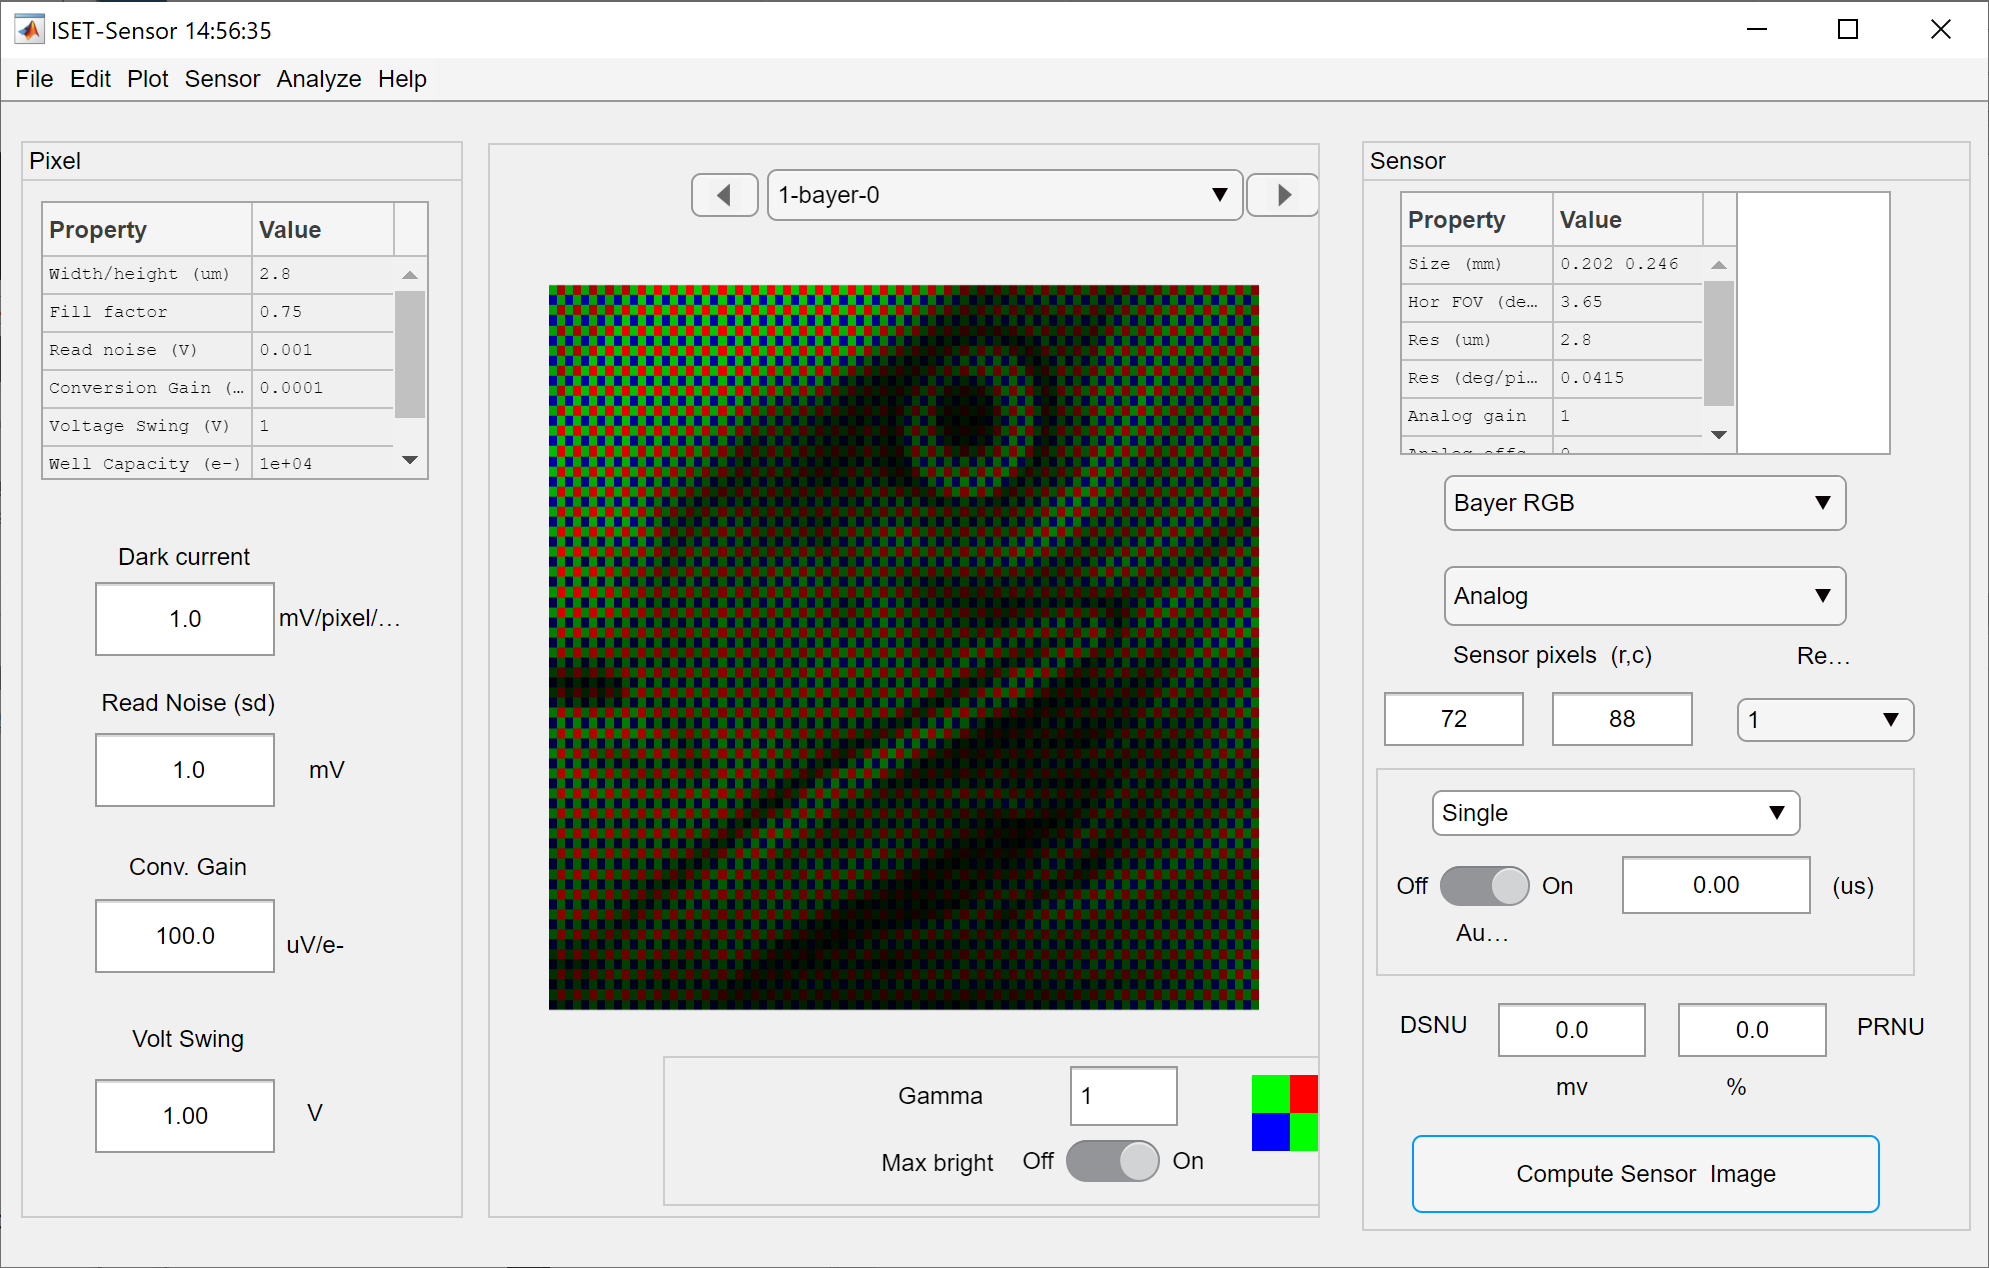 ISET-Sensor 14:56:35
File Edit Plot Sensor Analyze Help
Pixel
Property Value
Width/height (um) 2.8
Fill factor 0.75
Read noise (V) 0.001
Conversion Gain (… 0.0001
Voltage Swing (V) 1
Well Capacity (e-) 1e+04
Dark current
1.0 mV/pixel/…
Read Noise (sd)
1.0 mV
Conv. Gain
100.0 uV/e-
Volt Swing
1.00 V
1-bayer-0
Gamma 1
Max bright Off On
Sensor
Property Value
Size (mm) 0.202 0.246
Hor FOV (de… 3.65
Res (um) 2.8
Res (deg/pi… 0.0415
Analog gain 1
Bayer RGB
Analog
Sensor pixels (r,c) Re…
72 88 1
Single
Off On 0.00 (us)
Au…
DSNU 0.0 0.0 PRNU
mv %
Compute Sensor Image